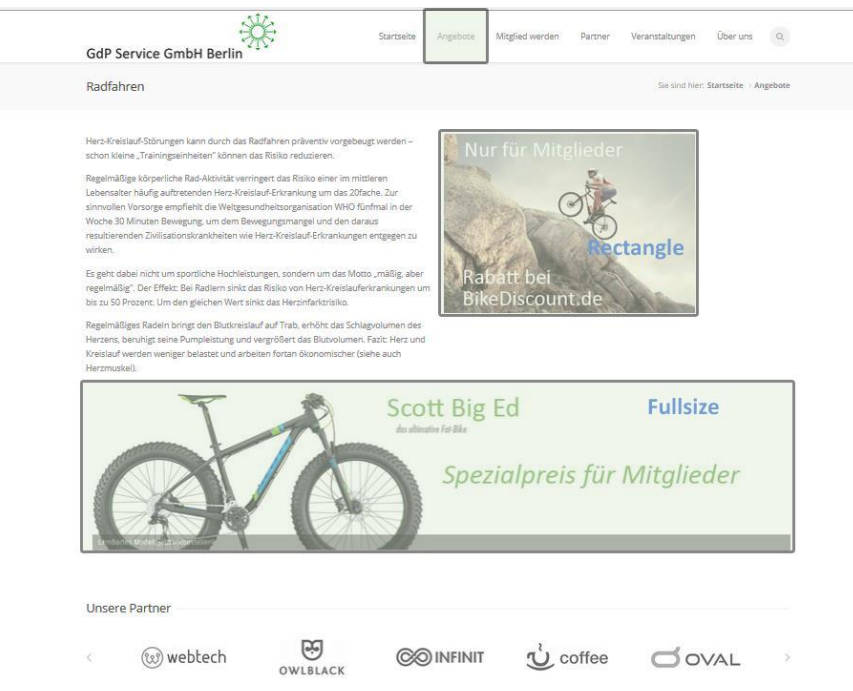 GdP Service GmbH Berlin
Startseite Angebote Mitglied werden Partner Veranstaltungen Über uns
Radfahren
Sie sind hier: Startseite › Angebote
Herz-Kreislauf-Störungen kann durch das Radfahren präventiv vorgebeugt werden –
schon kleine „Trainingseinheiten" können das Risiko reduzieren.
Regelmäßige körperliche Rad-Aktivität verringert das Risiko einer im mittleren
Lebensalter häufig auftretenden Herz-Kreislauf-Erkrankung um das 20fache. Zur
sinnvollen Vorsorge empfiehlt die Weltgesundheitsorganisation WHO fünfmal in der
Woche 30 Minuten Bewegung, um dem Bewegungsmangel und den daraus
resultierenden Zivilisationskrankheiten wie Herz-Kreislauf-Erkrankungen entgegen zu
wirken.
Es geht dabei nicht um sportliche Hochleistungen, sondern um das Motto „mäßig, aber
regelmäßig". Der Effekt: Bei Radlern sinkt das Risiko von Herz-Kreislauferkrankungen um
bis zu 50 Prozent. Um den gleichen Wert sinkt das Herzinfarktrisiko.
Regelmäßiges Radeln bringt den Blutkreislauf auf Trab, erhöht das Schlagvolumen des
Herzens, beruhigt seine Pumpleistung und vergrößert das Blutvolumen. Fazit: Herz und
Kreislauf werden weniger belastet und arbeiten fortan ökonomischer (siehe auch
Herzmuskel).
Nur für Mitglieder
Rectangle
Rabatt bei
BikeDiscount.de
Scott Big Ed
Fullsize
das ultimative Fat-Bike
Spezialpreis für Mitglieder
Limitiertes Modell, jetzt
Unsere Partner
webtech
OWLBLACK
INFINIT
coffee
OVAL